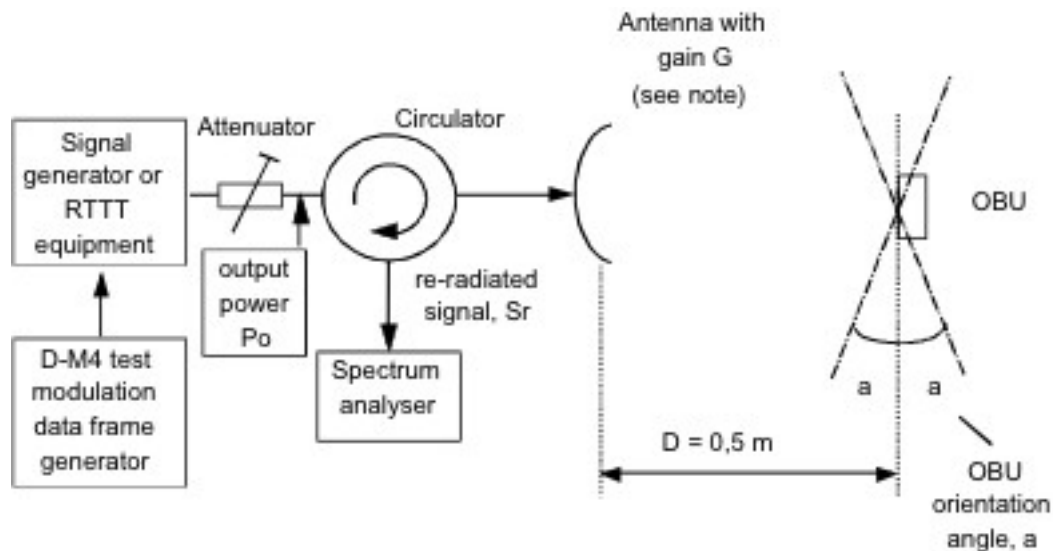 Antenna with
gain G
(see note)
Attenuator
Circulator
Signal
generator or
RTTT
equipment
OBU
output
power
Po
re-radiated
signal, Sr
D-M4 test
modulation
data frame
generator
Spectrum
analyser
a
a
D = 0,5 m
OBU
orientation
angle, a